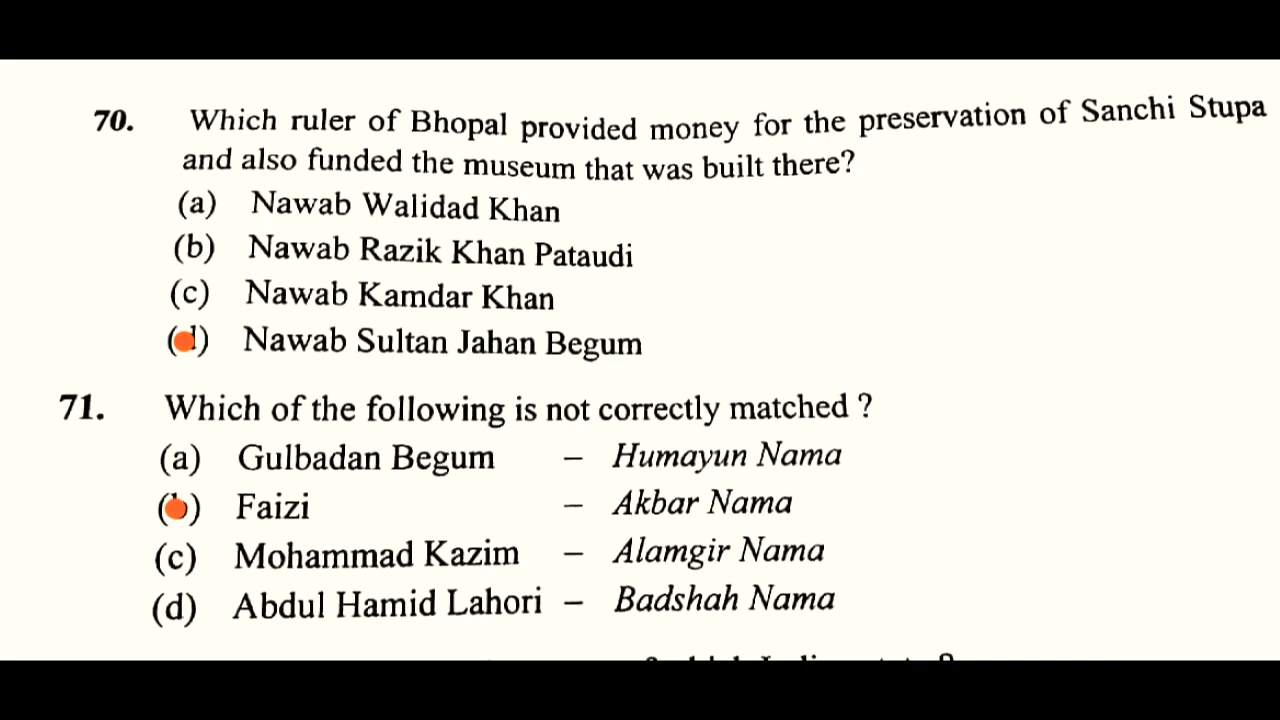 70. Which ruler of Bhopal provided money for the preservation of Sanchi Stupa
and also funded the museum that was built there?
(a) Nawab Walidad Khan
(b) Nawab Razik Khan Pataudi
(c) Nawab Kamdar Khan
(d) Nawab Sultan Jahan Begum
71. Which of the following is not correctly matched ?
(a) Gulbadan Begum – Humayun Nama
(b) Faizi – Akbar Nama
(c) Mohammad Kazim – Alamgir Nama
(d) Abdul Hamid Lahori – Badshah Nama